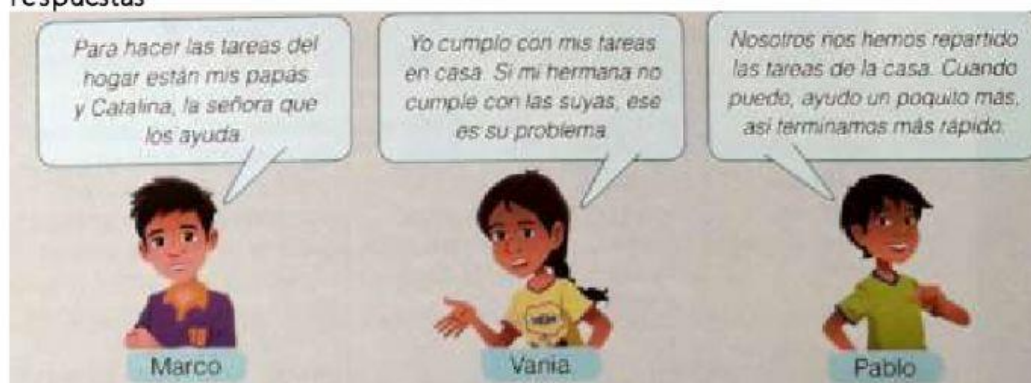 respuestas
Para hacer las tareas del
hogar están mis papas
y Catalina, la señora que
los ayuda.
Yo cumplo con mis tareas
en casa. Si mi hermana no
cumple con las suyas, ese
es su problema
Nosotros nos hemos repartido
las tareas de la casa. Cuando
puedo, ayudo un poquito más,
así terminamos más rápido.
Marco
Vania
Pablo